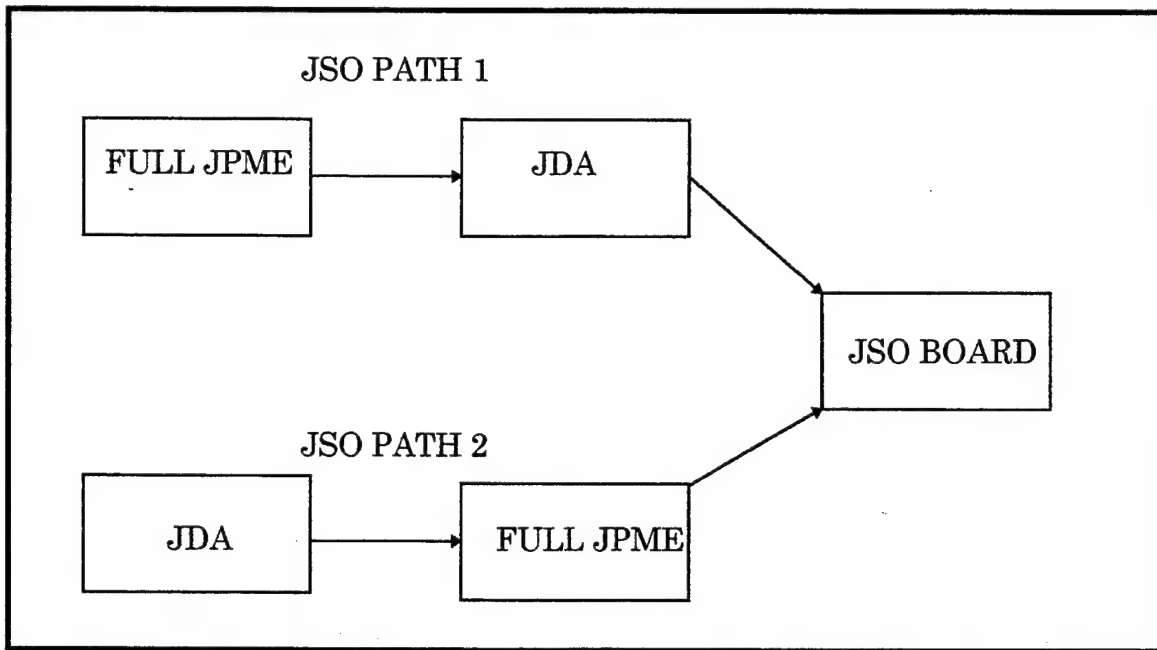 JSO PATH 1
FULL JPME
JDA
JSO BOARD
JSO PATH 2
JDA
FULL JPME